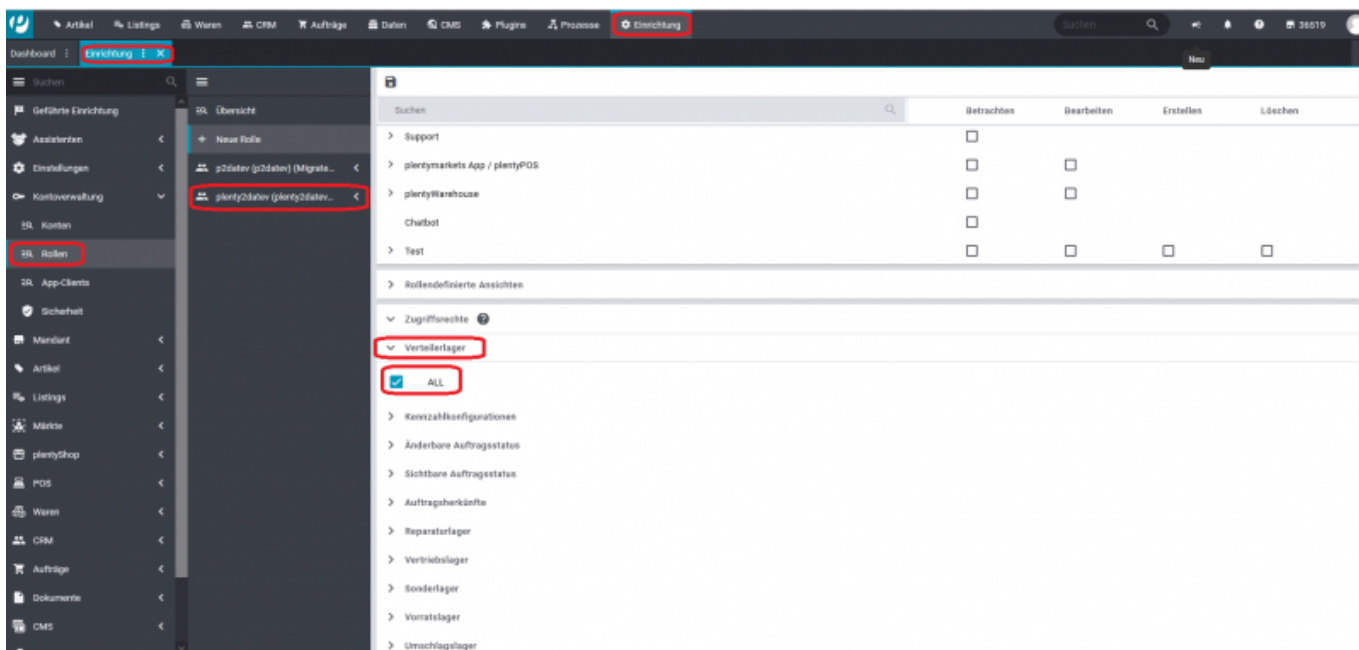 Artikel Listings Waren CRM Aufträge Daten CMS Plugins Prozesse Einrichtung Suchen 36519
Dashboard Einrichtung
Neu
Suchen
Geführte Einrichtung
Assistenten
Einstellungen
Kontoverwaltung
Konten
Rollen
App-Clients
Sicherheit
Mandant
Artikel
Listings
Märkte
plentyShop
POS
Waren
CRM
Aufträge
Dokumente
CMS
Übersicht
+ Neue Rolle
p2datev (p2datev) (Migrate...
plenty2datev (plenty2datev...
Suchen Betrachten Bearbeiten Erstellen Löschen
Support
plentymarkets App / plentyPOS
plentyWarehouse
Chatbot
Test
Rollendefinierte Ansichten
Zugriffsrechte
Verteilerlager
ALL
Kennzahlkonfigurationen
Änderbare Auftragsstatus
Sichtbare Auftragsstatus
Auftragsherkünfte
Reparaturlager
Vertriebslager
Sonderlager
Vorratslager
Umschlagslager